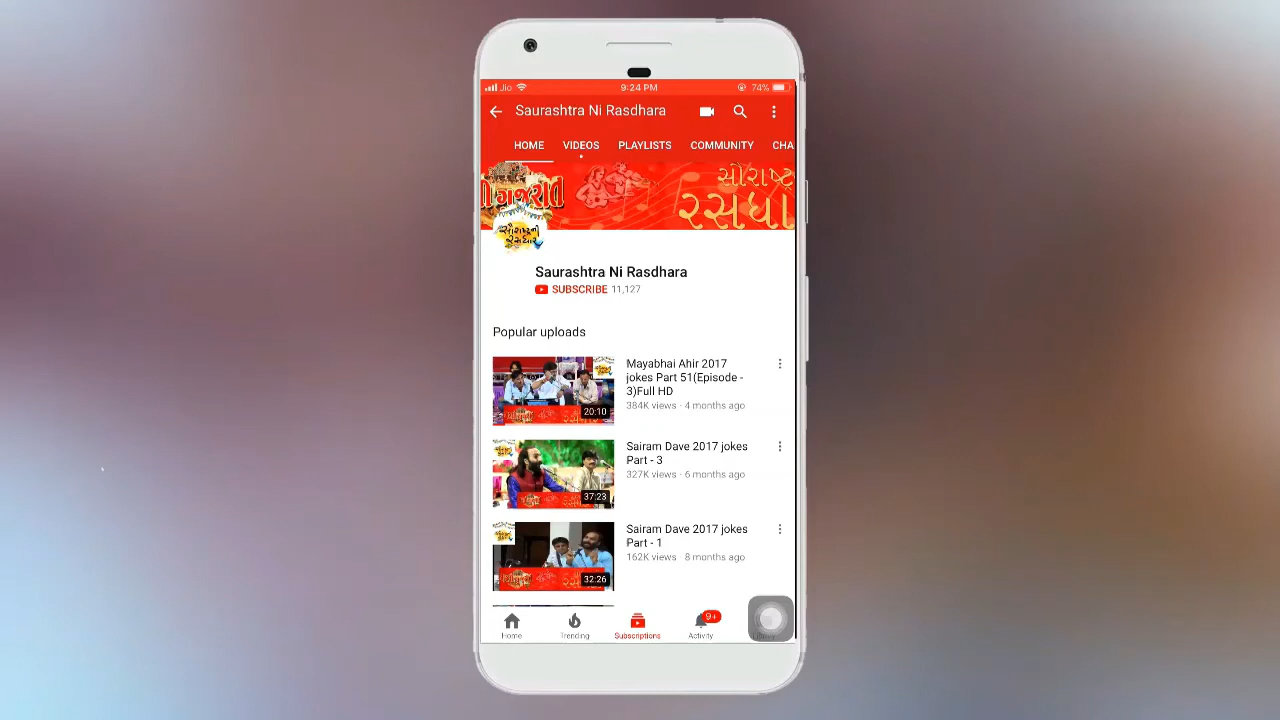 Jio
9:24 PM
74%
Saurashtra Ni Rasdhara
HOME VIDEOS PLAYLISTS COMMUNITY CHA
સૌરાષ્ટ્ર
રસધા
Saurashtra Ni Rasdhara
SUBSCRIBE 11,127
Popular uploads
Mayabhai Ahir 2017
jokes Part 51(Episode -
3)Full HD
384K views · 4 months ago
20:10
Sairam Dave 2017 jokes
Part - 3
327K views · 6 months ago
37:23
Sairam Dave 2017 jokes
Part - 1
162K views · 8 months ago
32:26
9+
Home Trending Subscriptions Activity